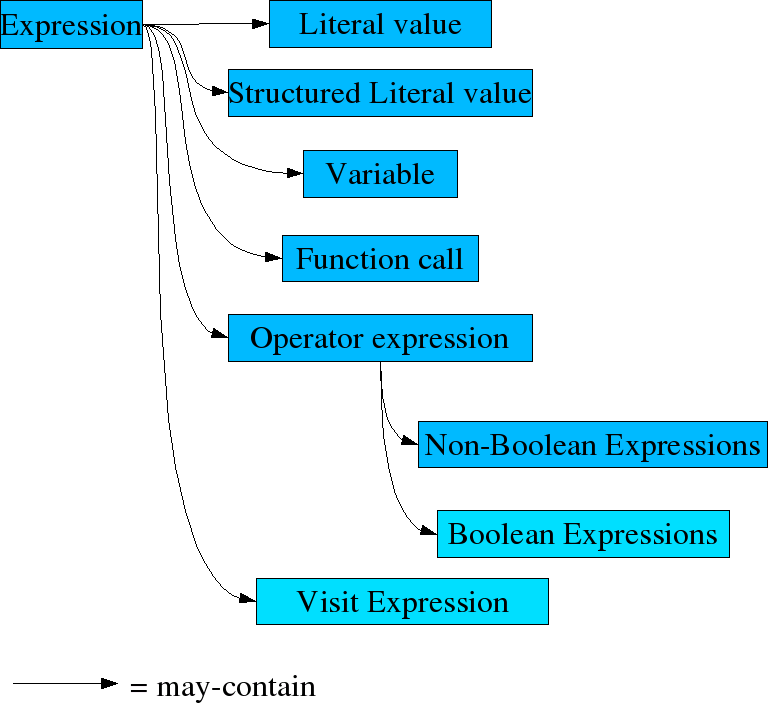 Expression
Literal value
Structured Literal value
Variable
Function call
Operator expression
Non-Boolean Expressions
Boolean Expressions
Visit Expression
= may-contain